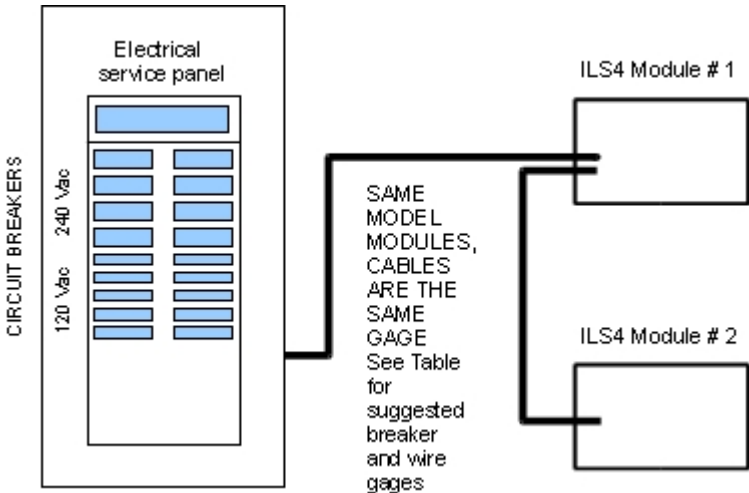 Electrical
service panel
CIRCUIT BREAKERS
240 Vac
120 Vac
ILS4 Module # 1
SAME
MODEL
MODULES,
CABLES
ARE THE
SAME
GAGE
See Table
for
suggested
breaker
and wire
gages
ILS4 Module # 2